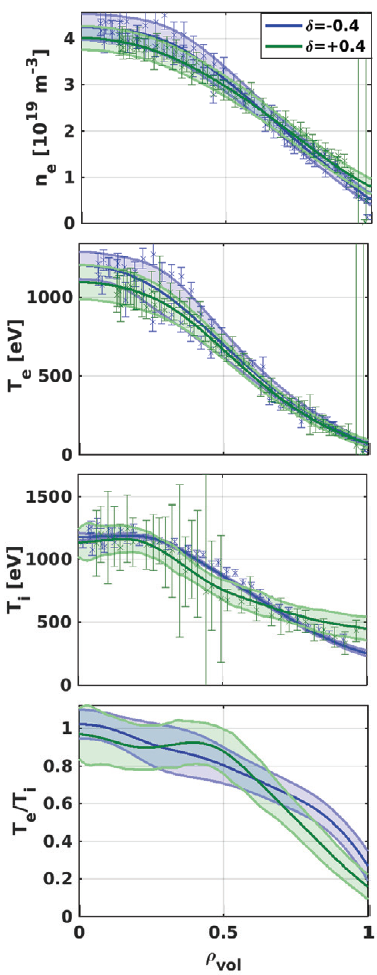 δ=-0.4
δ=+0.4
4
3
2
1
0
n_e [10^19 m^-3]
1000
500
0
T_e [eV]
1500
1000
500
0
T_i [eV]
1
0.8
0.6
0.4
0.2
0
T_e/T_i
0 0.5 1
ρ_vol